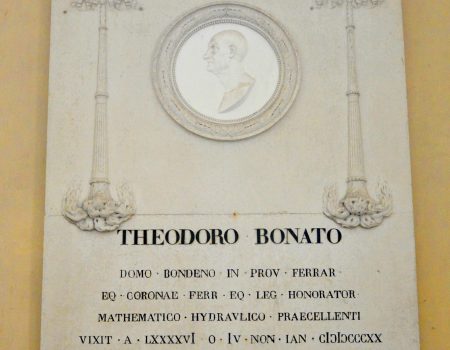 THEODORO · BONATO
DOMO · BONDENO · IN · PROV · FERRAR
EQ · CORONAE · FERR · EQ · LEG · HONORATOR
MATHEMATICO · HYDRAVLICO · PRAECELLENTI
VIXIT · A · LXXXXVI · O · IV · NON · IAN · CIƆIƆCCCXX